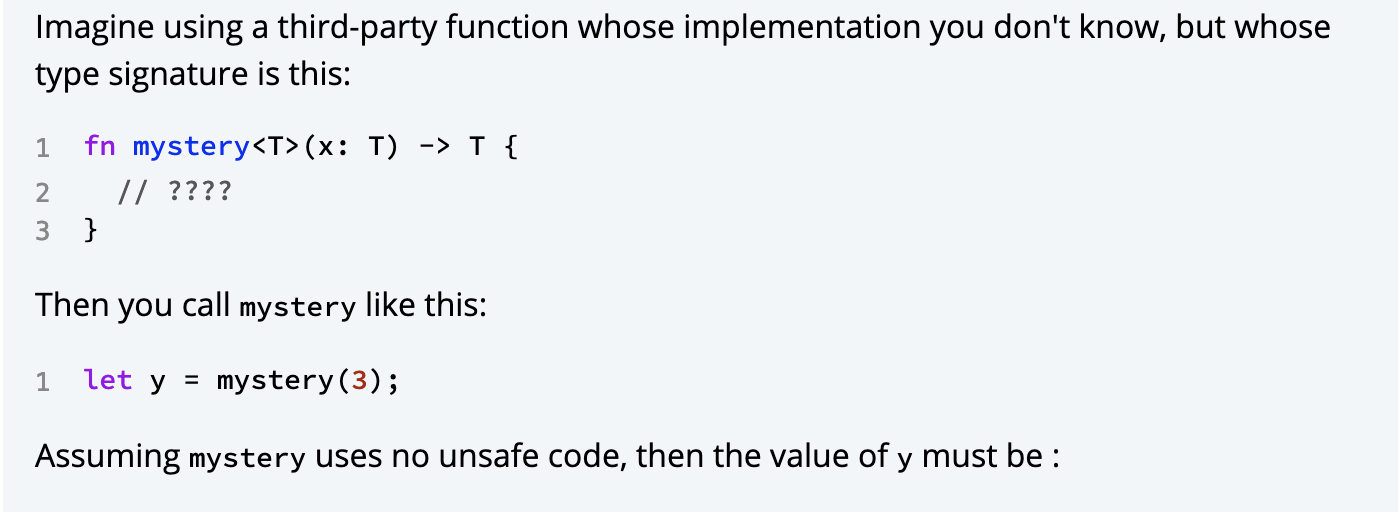 Imagine using a third-party function whose implementation you don't know, but whose
type signature is this:
1 fn mystery<T>(x: T) -> T {
2   // ????
3 }
Then you call mystery like this:
1 let y = mystery(3);
Assuming mystery uses no unsafe code, then the value of y must be :